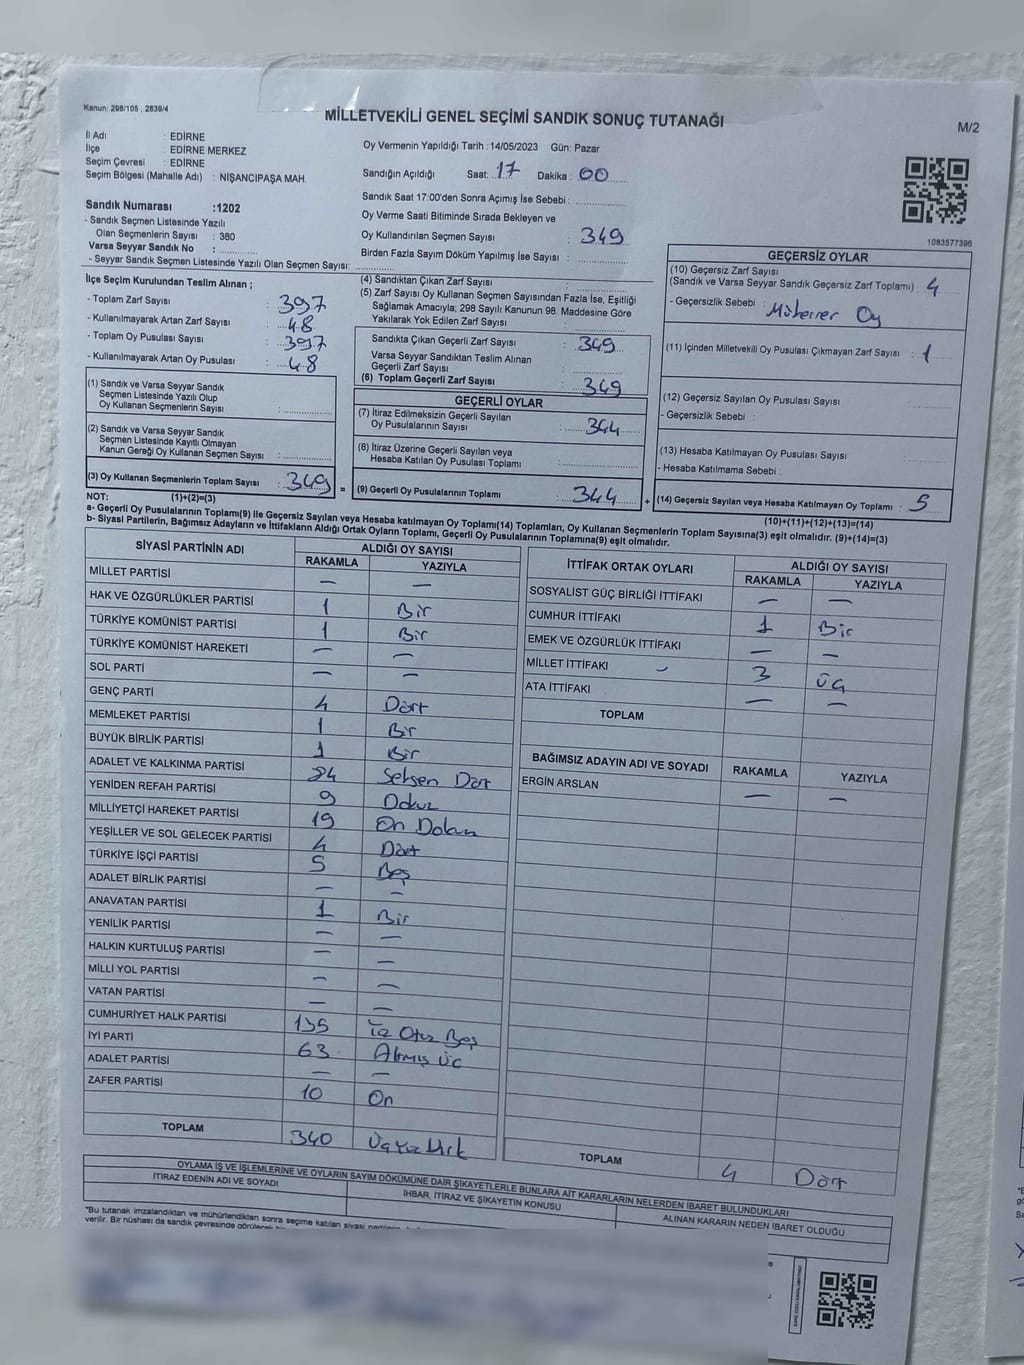 Kanun; 298/105 , 2839/4
MİLLETVEKİLİ GENEL SEÇİMİ SANDIK SONUÇ TUTANAĞI
M/2
İl Adı : EDİRNE
İlçe : EDİRNE MERKEZ
Seçim Çevresi : EDİRNE
Seçim Bölgesi (Mahalle Adı) : NİŞANCIPAŞA MAH.
Sandık Numarası :1202
- Sandık Seçmen Listesinde Yazılı
Olan Seçmenlerin Sayısı : 380
Varsa Seyyar Sandık No :
- Seyyar Sandık Seçmen Listesinde Yazılı Olan Seçmen Sayısı:
Oy Vermenin Yapıldığı Tarih :14/05/2023 Gün: Pazar
Sandığın Açıldığı Saat: 17 Dakika : 00
Sandık Saat 17:00'den Sonra Açımış İse Sebebi :
Oy Verme Saati Bitiminde Sırada Bekleyen ve
Oy Kullandırılan Seçmen Sayısı : 349
Birden Fazla Sayım Döküm Yapılmış İse Sayısı :
1083577396
İlçe Seçim Kurulundan Teslim Alınan ;
- Toplam Zarf Sayısı : 397
- Kullanılmayarak Artan Zarf Sayısı : 48
- Toplam Oy Pusulası Sayısı : 397
- Kullanılmayarak Artan Oy Pusulası : 48
(1) Sandık ve Varsa Seyyar Sandık
Seçmen Listesinde Yazılı Olup
Oy Kullanan Seçmenlerin Sayısı :
(2) Sandık ve Varsa Seyyar Sandık
Seçmen Listesinde Kayıtlı Olmayan
Kanun Gereği Oy Kullanan Seçmen Sayısı :
(3) Oy Kullanan Seçmenlerin Toplam Sayısı : 349 =
(4) Sandıktan Çıkan Zarf Sayısı :
(5) Zarf Sayısı Oy Kullanan Seçmen Sayısından Fazla İse, Eşitliği
Sağlamak Amacıyla; 298 Sayılı Kanunun 98. Maddesine Göre
Yakılarak Yok Edilen Zarf Sayısı :
Sandıkta Çıkan Geçerli Zarf Sayısı : 349
Varsa Seyyar Sandıktan Teslim Alınan
Geçerli Zarf Sayısı :
(6) Toplam Geçerli Zarf Sayısı : 349
GEÇERLİ OYLAR
(7) İtiraz Edilmeksizin Geçerli Sayılan
Oy Pusulalarının Sayısı : 344
(8) İtiraz Üzerine Geçerli Sayılan veya
Hesaba Katılan Oy Pusulası Toplamı :
(9) Geçerli Oy Pusulalarının Toplamı : 344 +
GEÇERSİZ OYLAR
(10) Geçersiz Zarf Sayısı
(Sandık ve Varsa Seyyar Sandık Geçersiz Zarf Toplamı) : 4
- Geçersizlik Sebebi : Mükerrer Oy
(11) İçinden Milletvekili Oy Pusulası Çıkmayan Zarf Sayısı : 1
(12) Geçersiz Sayılan Oy Pusulası Sayısı :
- Geçersizlik Sebebi :
(13) Hesaba Katılmayan Oy Pusulası Sayısı :
- Hesaba Katılmama Sebebi :
(14) Geçersiz Sayılan veya Hesaba Katılmayan Oy Toplamı : 5
NOT: (1)+(2)=(3)
(10)+(11)+(12)+(13)=(14)
a- Geçerli Oy Pusulalarının Toplamı(9) ile Geçersiz Sayılan veya Hesaba katılmayan Oy Toplamı(14) Toplamları, Oy Kullanan Seçmenlerin Toplam Sayısına(3) eşit olmalıdır. (9)+(14)=(3)
b- Siyasi Partilerin, Bağımsız Adayların ve İttifakların Aldığı Ortak Oyların Toplamı, Geçerli Oy Pusulalarının Toplamına(9) eşit olmalıdır.
SİYASİ PARTİNİN ADI ALDIĞI OY SAYISI
RAKAMLA YAZIYLA
MİLLET PARTİSİ — —
HAK VE ÖZGÜRLÜKLER PARTİSİ 1 Bir
TÜRKİYE KOMÜNİST PARTİSİ 1 Bir
TÜRKİYE KOMÜNİST HAREKETİ — —
SOL PARTİ — —
GENÇ PARTİ 4 Dört
MEMLEKET PARTİSİ 1 Bir
BÜYÜK BİRLİK PARTİSİ 1 Bir
ADALET VE KALKINMA PARTİSİ 84 Seksen Dört
YENİDEN REFAH PARTİSİ 9 Dokuz
MİLLİYETÇİ HAREKET PARTİSİ 19 On Dokuz
YEŞİLLER VE SOL GELECEK PARTİSİ 4 Dört
TÜRKİYE İŞÇİ PARTİSİ 5 Beş
ADALET BİRLİK PARTİSİ — —
ANAVATAN PARTİSİ 1 Bir
YENİLİK PARTİSİ — —
HALKIN KURTULUŞ PARTİSİ — —
MİLLİ YOL PARTİSİ — —
VATAN PARTİSİ — —
CUMHURİYET HALK PARTİSİ 135 Yüz Otuz Beş
İYİ PARTİ 63 Altmış Üç
ADALET PARTİSİ — —
ZAFER PARTİSİ 10 On
TOPLAM 340 Üçyüz Kırk
İTTİFAK ORTAK OYLARI ALDIĞI OY SAYISI
RAKAMLA YAZIYLA
SOSYALİST GÜÇ BİRLİĞİ İTTİFAKI — —
CUMHUR İTTİFAKI 1 Bir
EMEK VE ÖZGÜRLÜK İTTİFAKI — —
MİLLET İTTİFAKI 3 Üç
ATA İTTİFAKI — —
TOPLAM
BAĞIMSIZ ADAYIN ADI VE SOYADI RAKAMLA YAZIYLA
ERGİN ARSLAN — —
TOPLAM 4 Dört
OYLAMA İŞ VE İŞLEMLERİNE VE OYLARIN SAYIM DÖKÜMÜNE DAİR ŞİKAYETLERLE BUNLARA AİT KARARLARIN NELERDEN İBARET BULUNDUKLARI
İTİRAZ EDENİN ADI VE SOYADI İHBAR, İTİRAZ VE ŞİKAYETİN KONUSU ALINAN KARARIN NEDEN İBARET OLDUĞU
"Bu tutanak imzalandıktan ve mühürlendikten sonra seçime katılan siyasi
verilir. Bir nüshası da sandık çevresinde